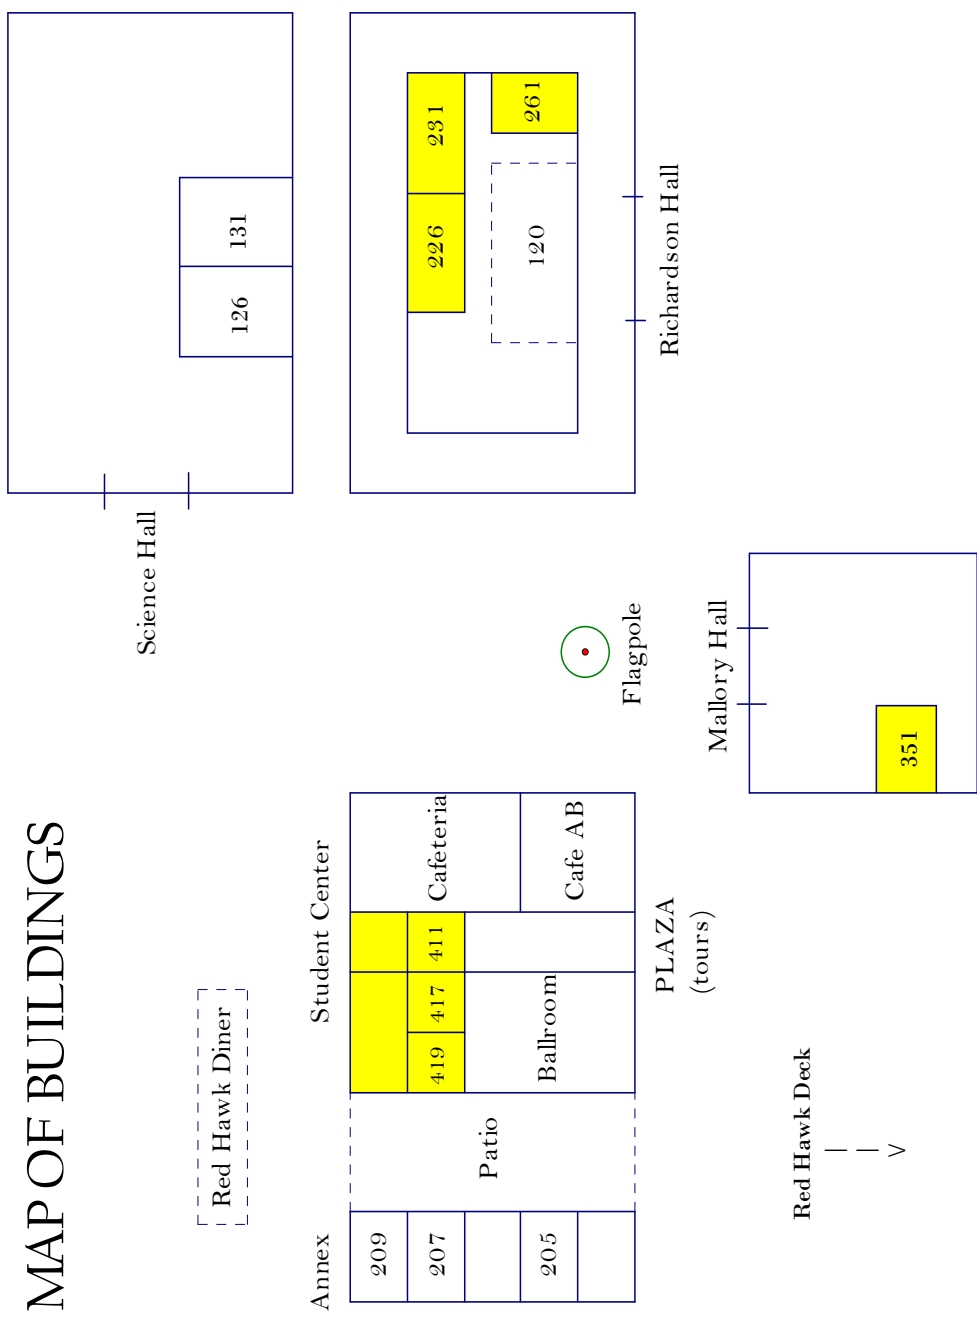 MAP OF BUILDINGS
Red Hawk Diner
Science Hall
126
131
Annex
Student Center
209
207
205
Patio
419
417
411
Ballroom
Cafeteria
Cafe AB
PLAZA
(tours)
Flagpole
226
231
120
261
Richardson Hall
Mallory Hall
351
Red Hawk Deck
— — >